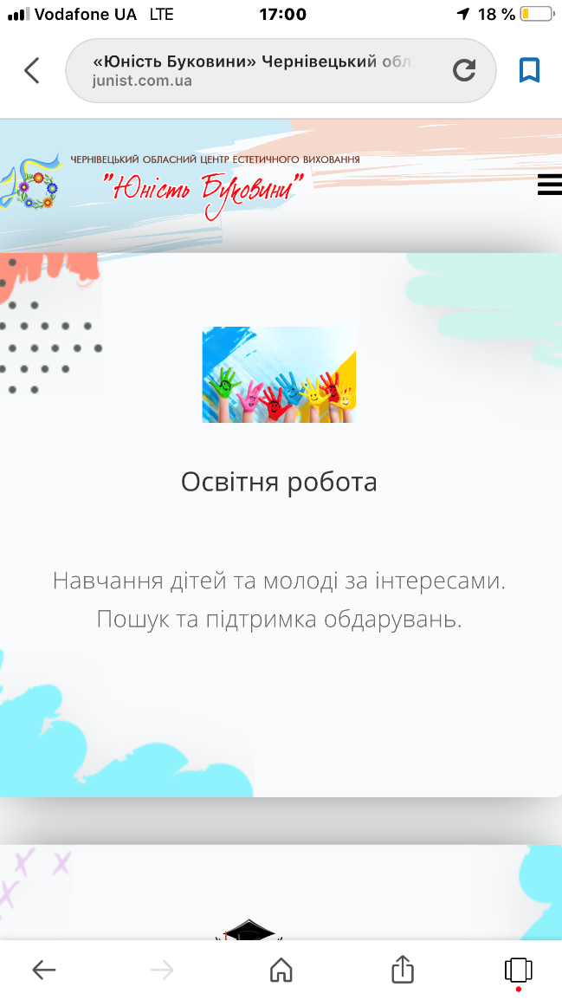 Vodafone UA LTE 17:00 18 %
«Юність Буковини» Чернівецький обл
junist.com.ua
ЧЕРНІВЕЦЬКИЙ ОБЛАСНИЙ ЦЕНТР ЕСТЕТИЧНОГО ВИХОВАННЯ
"Юність Буковини"
Освітня робота
Навчання дітей та молоді за інтересами.
Пошук та підтримка обдарувань.